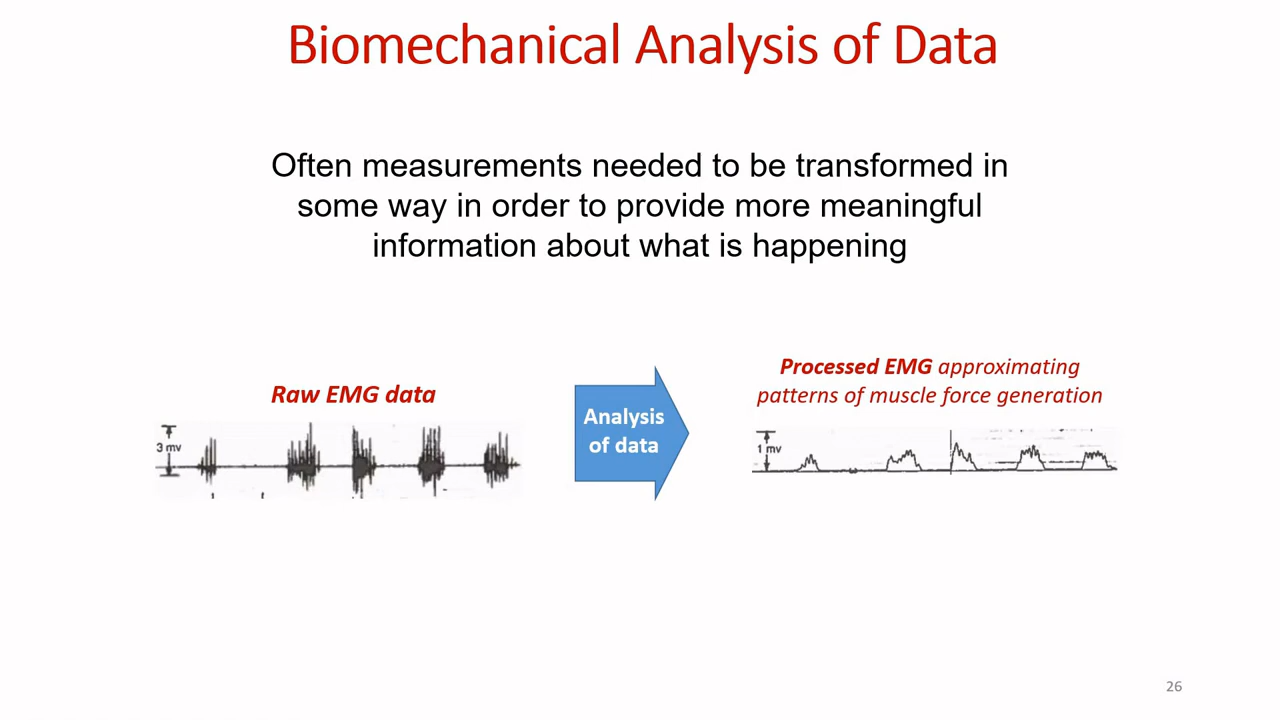 Biomechanical Analysis of Data
Often measurements needed to be transformed in
some way in order to provide more meaningful
information about what is happening
Raw EMG data
3 mv
Analysis
of data
Processed EMG approximating
patterns of muscle force generation
1 mv
26